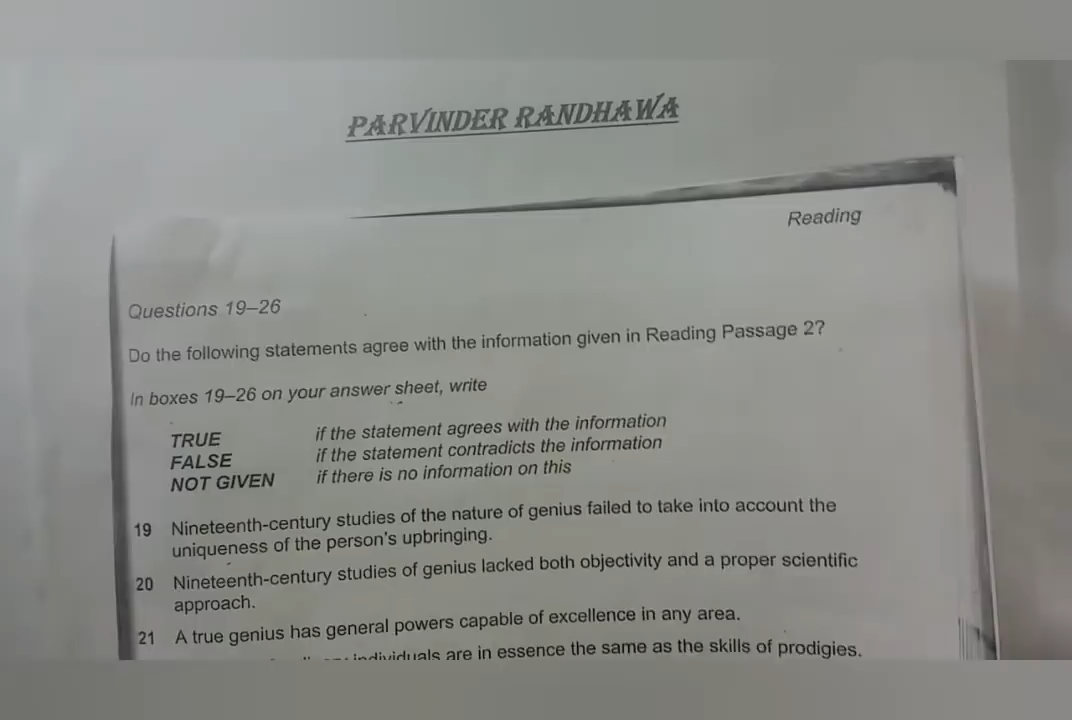 PARVINDER RANDHAWA
Reading
Questions 19–26
Do the following statements agree with the information given in Reading Passage 2?
In boxes 19–26 on your answer sheet, write
TRUE if the statement agrees with the information
FALSE if the statement contradicts the information
NOT GIVEN if there is no information on this
19 Nineteenth-century studies of the nature of genius failed to take into account the
uniqueness of the person's upbringing.
20 Nineteenth-century studies of genius lacked both objectivity and a proper scientific
approach.
21 A true genius has general powers capable of excellence in any area.
individuals are in essence the same as the skills of prodigies.